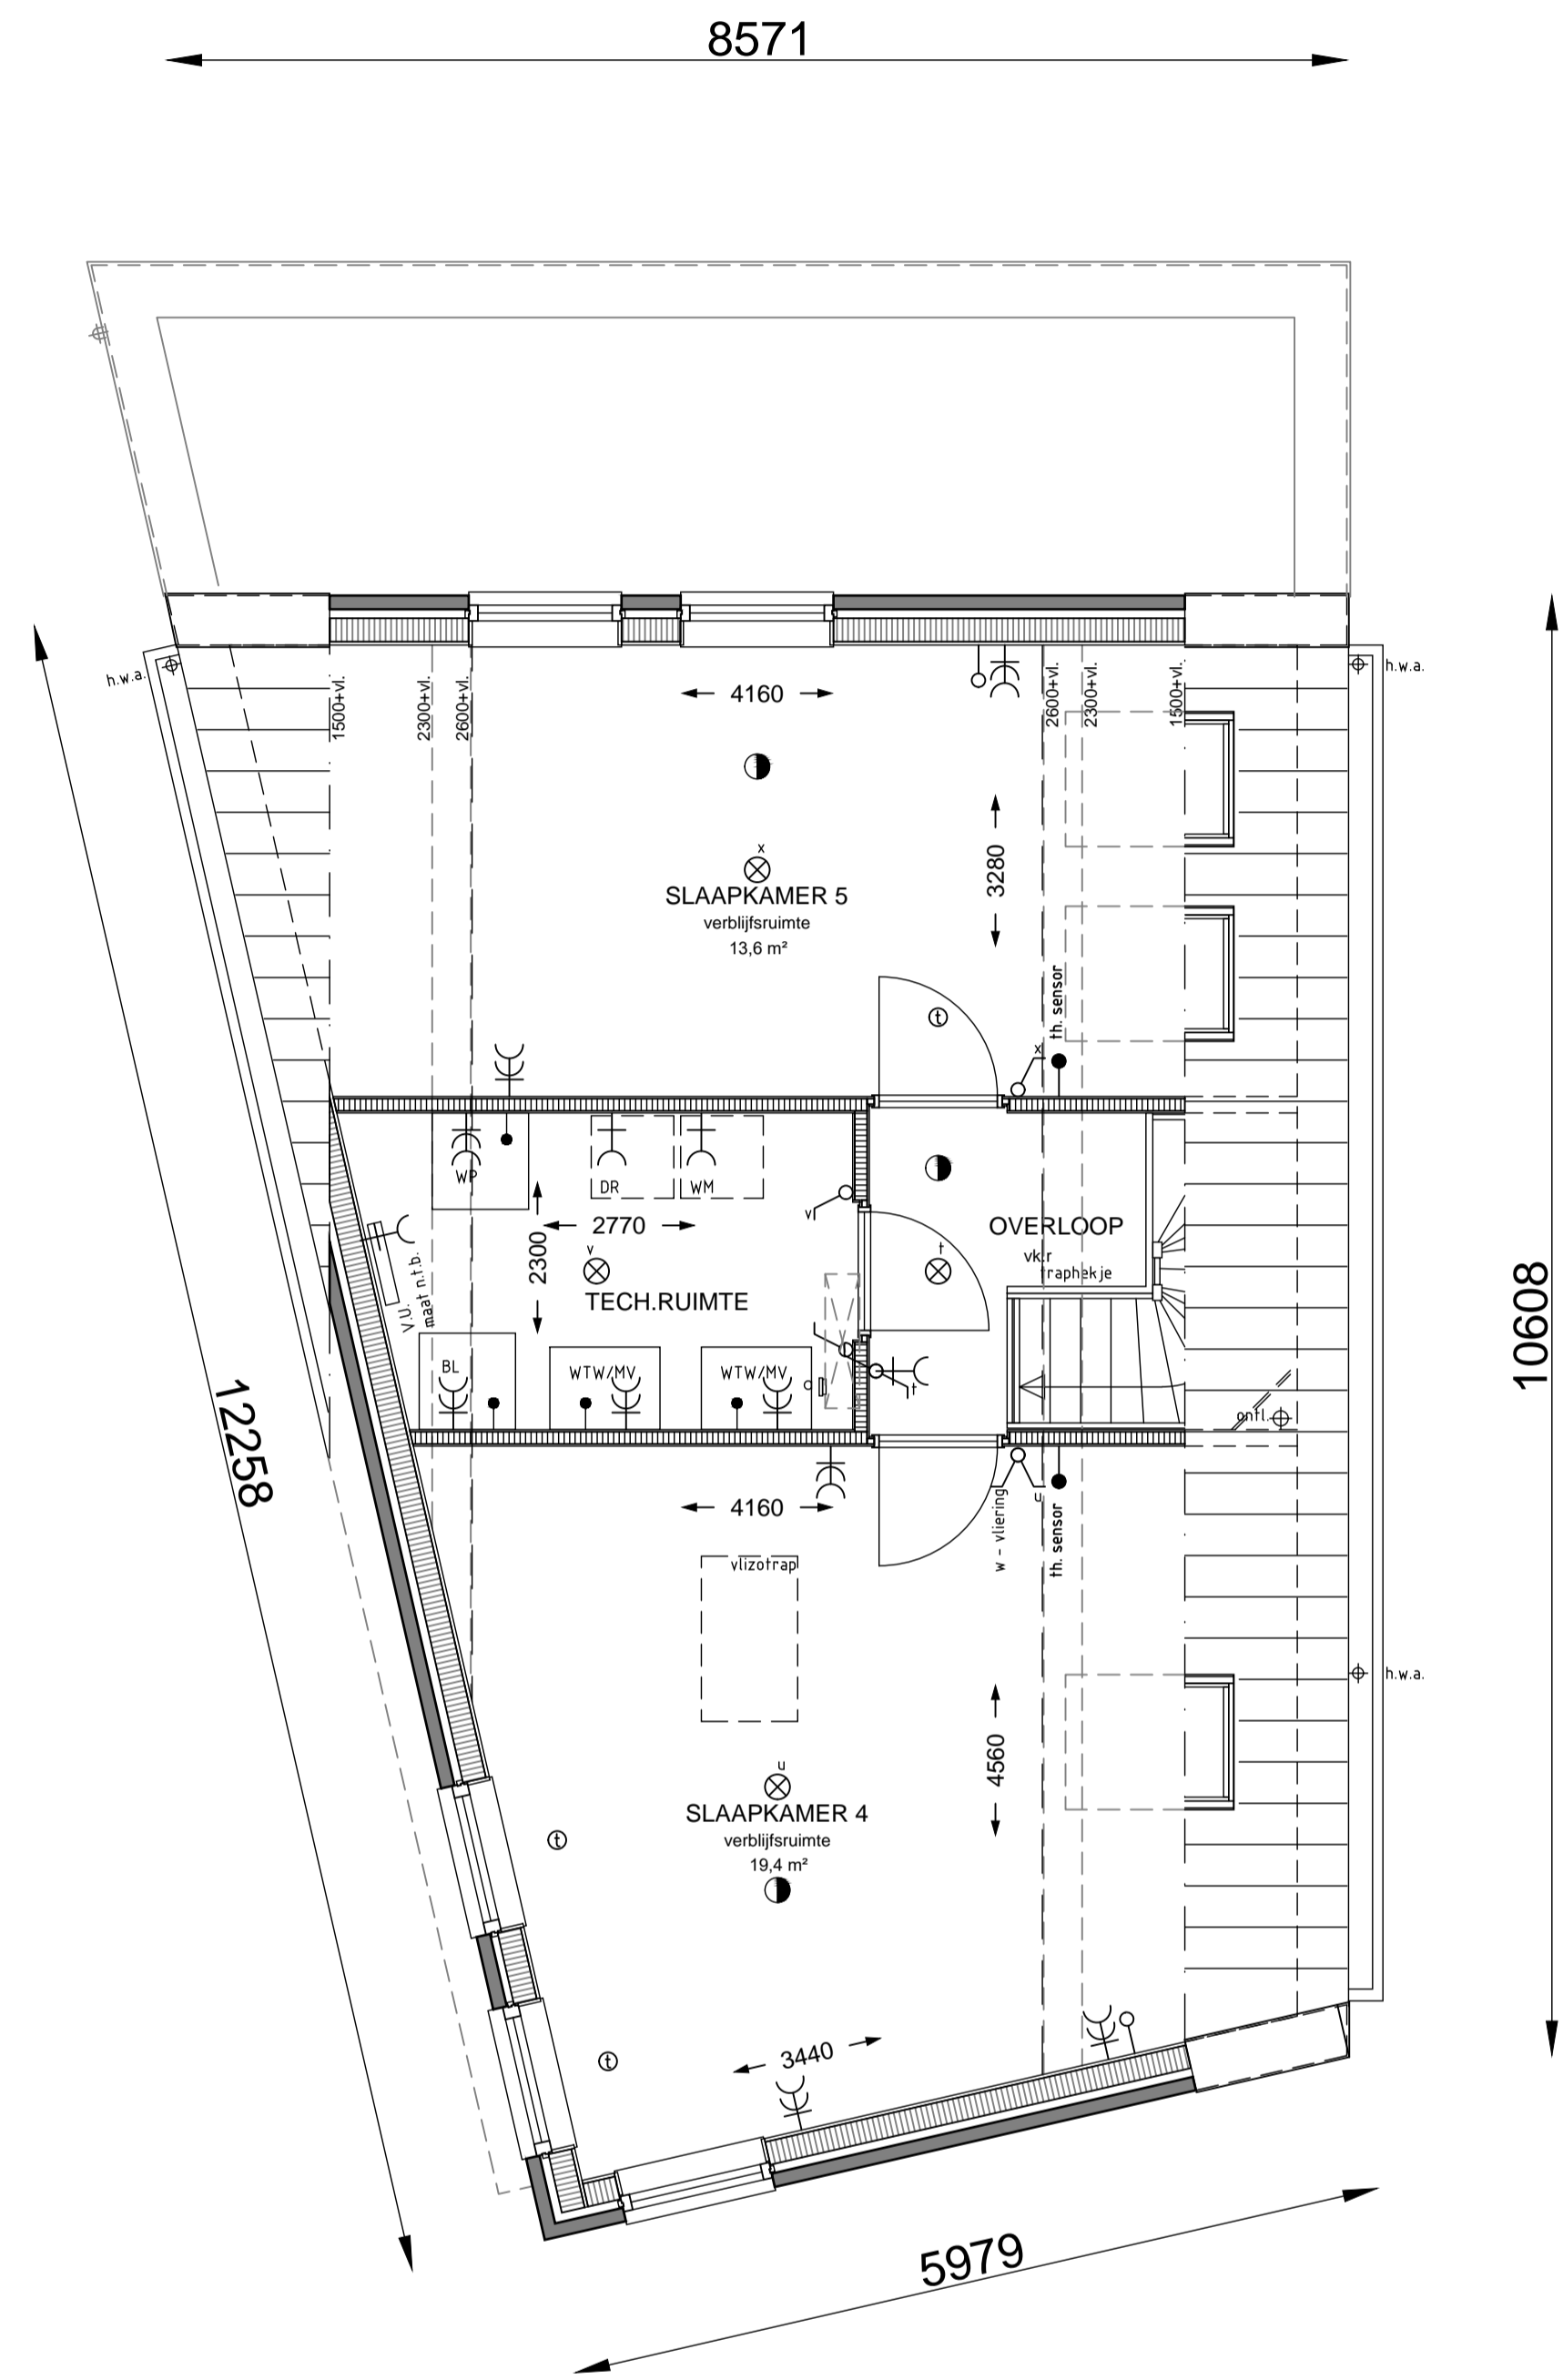 8571
h.w.a.
1500+vl.
2300+vl.
2600+vl.
4160
2600+vl.
2300+vl.
1500+vl.
h.w.a.
x
SLAAPKAMER 5
verblijfsruimte
13,6 m²
3280
t
x
th. sensor
WP
DR
WM
v
2770
2300
v
TECH.RUIMTE
V.U.
maat n.t.b.
OVERLOOP
vk.r
traphekje
t
BL
WTW/MV
WTW/MV
t
ontl.
12258
10608
4160
w - vliering
u
th. sensor
vlizotrap
h.w.a.
u
SLAAPKAMER 4
verblijfsruimte
19,4 m²
4560
t
t
3440
5979